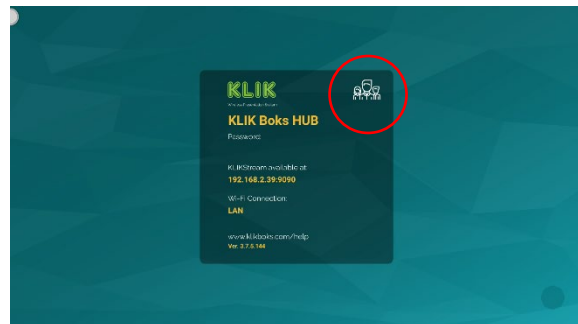 KLIK
KLIK Boks HUB
Password:
KLIKStream available at:
192.168.2.39:9090
Wi-Fi Connection:
LAN
www.klikboks.com/help
Ver. 2.7.5.144